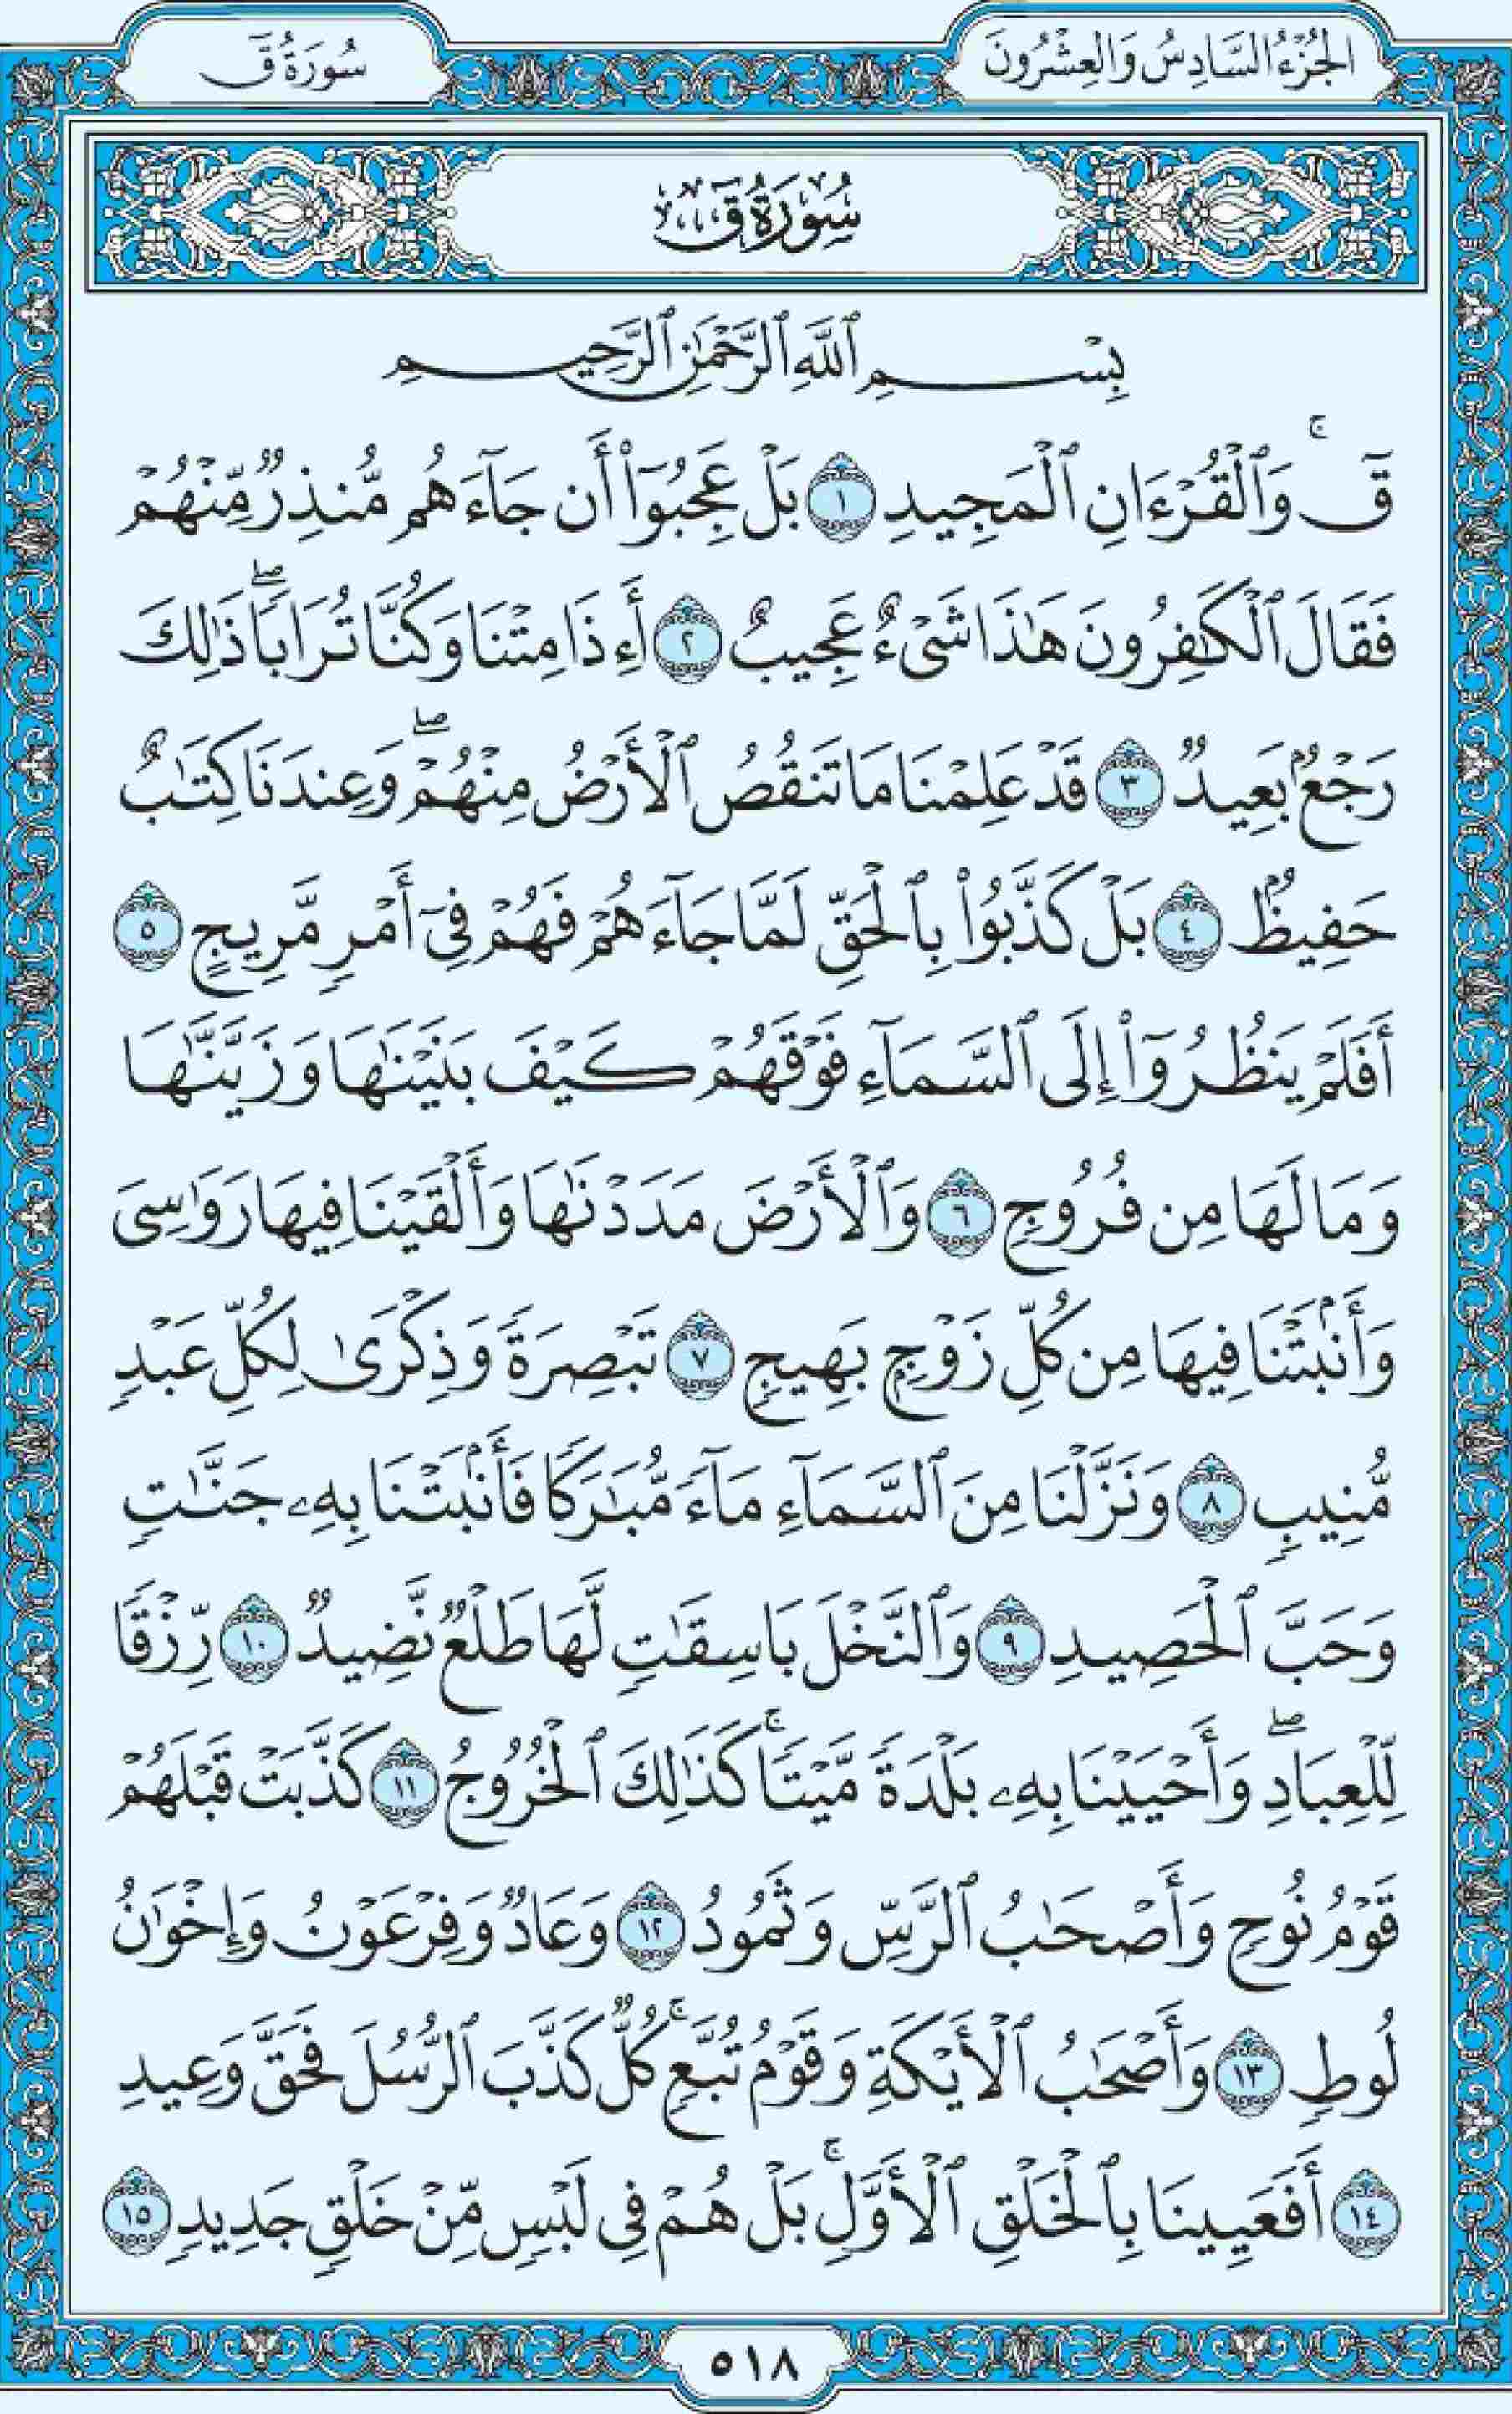 الجُزْءُ السَّادِسُ وَالعِشْرُونَ
سُورَةُ قٓ
سُورَةُ قٓ
بِسْمِ ٱللَّهِ ٱلرَّحْمَٰنِ ٱلرَّحِيمِ
قٓۚ وَٱلْقُرْءَانِ ٱلْمَجِيدِ ١ بَلْ عَجِبُوٓا۟ أَن جَآءَهُم مُّنذِرٌ مِّنْهُمْ
فَقَالَ ٱلْكَٰفِرُونَ هَٰذَا شَىْءٌ عَجِيبٌ ٢ أَءِذَا مِتْنَا وَكُنَّا تُرَابًاۖ ذَٰلِكَ
رَجْعٌۢ بَعِيدٌ ٣ قَدْ عَلِمْنَا مَا تَنقُصُ ٱلْأَرْضُ مِنْهُمْۖ وَعِندَنَا كِتَٰبٌ
حَفِيظٌۢ ٤ بَلْ كَذَّبُوا۟ بِٱلْحَقِّ لَمَّا جَآءَهُمْ فَهُمْ فِىٓ أَمْرٍ مَّرِيجٍ ٥
أَفَلَمْ يَنظُرُوٓا۟ إِلَى ٱلسَّمَآءِ فَوْقَهُمْ كَيْفَ بَنَيْنَٰهَا وَزَيَّنَّٰهَا
وَمَا لَهَا مِن فُرُوجٍ ٦ وَٱلْأَرْضَ مَدَدْنَٰهَا وَأَلْقَيْنَا فِيهَا رَوَٰسِىَ
وَأَنۢبَتْنَا فِيهَا مِن كُلِّ زَوْجٍۭ بَهِيجٍ ٧ تَبْصِرَةً وَذِكْرَىٰ لِكُلِّ عَبْدٍ
مُّنِيبٍ ٨ وَنَزَّلْنَا مِنَ ٱلسَّمَآءِ مَآءً مُّبَٰرَكًا فَأَنۢبَتْنَا بِهِۦ جَنَّٰتٍ
وَحَبَّ ٱلْحَصِيدِ ٩ وَٱلنَّخْلَ بَاسِقَٰتٍ لَّهَا طَلْعٌ نَّضِيدٌ ١٠ رِّزْقًا
لِّلْعِبَادِۖ وَأَحْيَيْنَا بِهِۦ بَلْدَةً مَّيْتًاۚ كَذَٰلِكَ ٱلْخُرُوجُ ١١ كَذَّبَتْ قَبْلَهُمْ
قَوْمُ نُوحٍ وَأَصْحَٰبُ ٱلرَّسِّ وَثَمُودُ ١٢ وَعَادٌ وَفِرْعَوْنُ وَإِخْوَٰنُ
لُوطٍ ١٣ وَأَصْحَٰبُ ٱلْأَيْكَةِ وَقَوْمُ تُبَّعٍۚ كُلٌّ كَذَّبَ ٱلرُّسُلَ فَحَقَّ وَعِيدِ
١٤ أَفَعَيِينَا بِٱلْخَلْقِ ٱلْأَوَّلِۚ بَلْ هُمْ فِى لَبْسٍ مِّنْ خَلْقٍ جَدِيدٍ ١٥
٥١٨